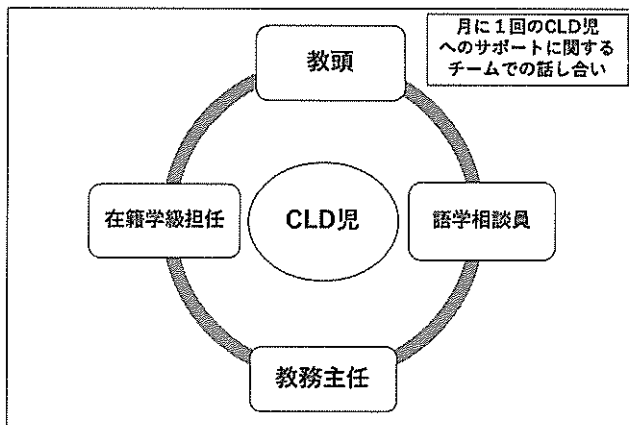 月に１回のCLD児
へのサポートに関する
チームでの話し合い
教頭
在籍学級担任
CLD児
語学相談員
教務主任